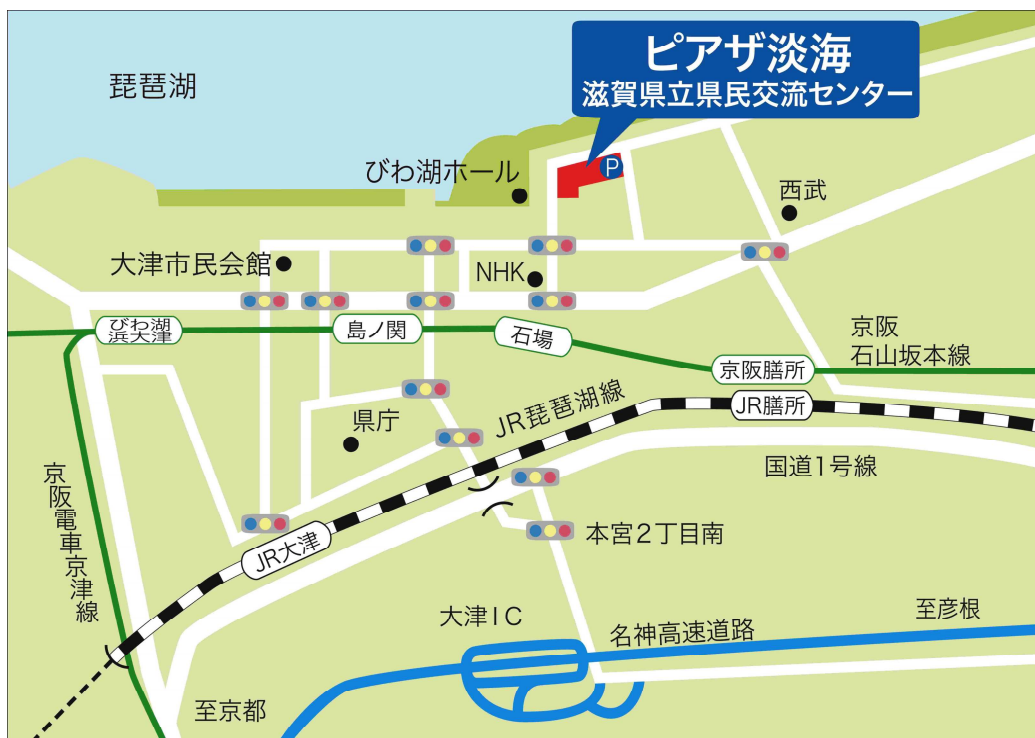 ピアザ淡海
滋賀県立県民交流センター
琵琶湖
びわ湖ホール
P
西武
大津市民会館
NHK
びわ湖
浜大津
島ノ関
石場
京阪膳所
京阪
石山坂本線
JR膳所
JR琵琶湖線
県庁
国道1号線
京阪電車京津線
JR大津
本宮2丁目南
大津IC
名神高速道路
至彦根
至京都